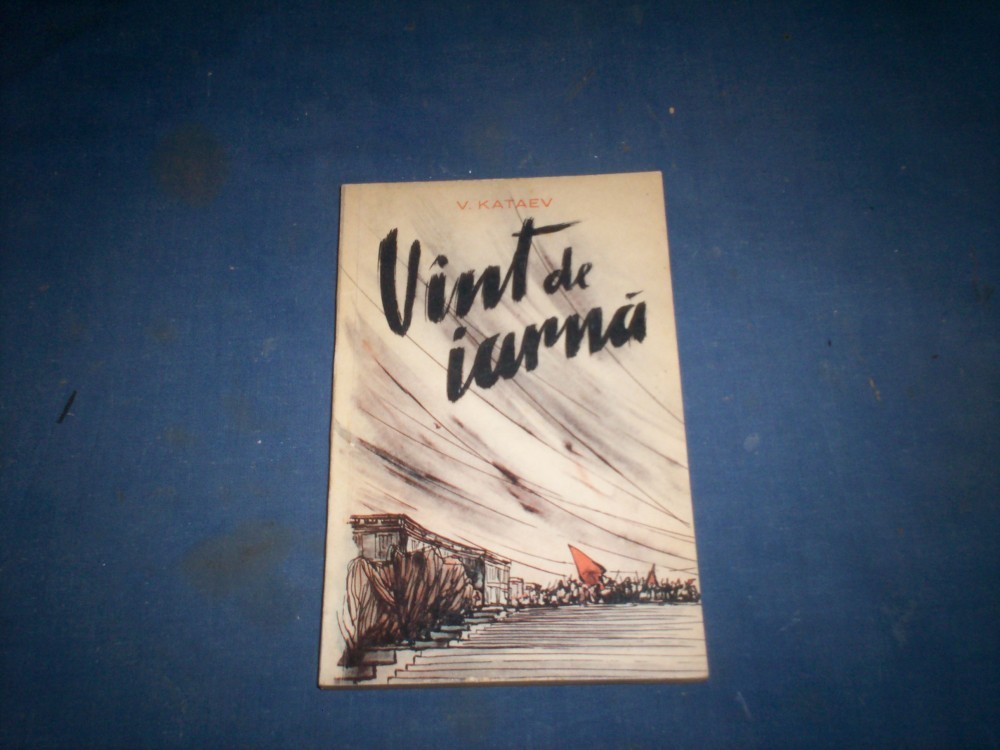 V. KATAEV
Vînt de
iarnă